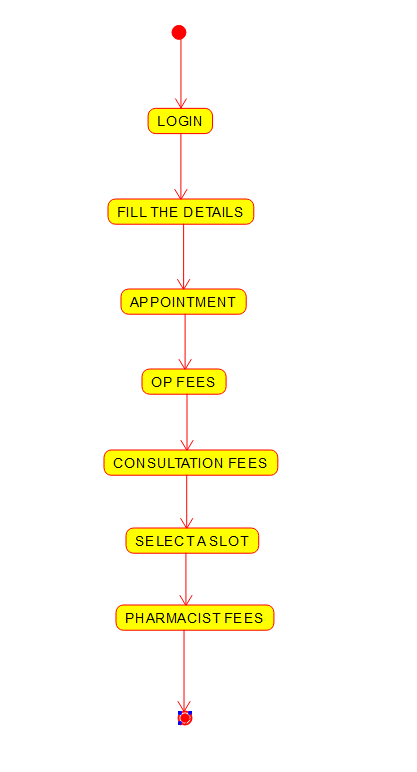 LOGIN
FILL THE DETAILS
APPOINTMENT
OP FEES
CONSULTATION FEES
SELECT A SLOT
PHARMACIST FEES